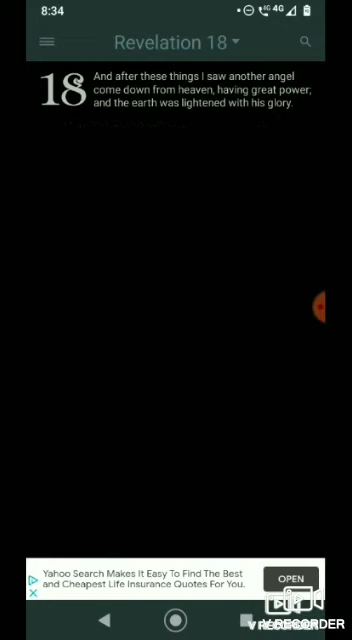 8:34
4G 4G
Revelation 18
18
And after these things I saw another angel
come down from heaven, having great power;
and the earth was lightened with his glory.
Yahoo Search Makes It Easy To Find The Best
and Cheapest Life Insurance Quotes For You.
OPEN
V RECORDER